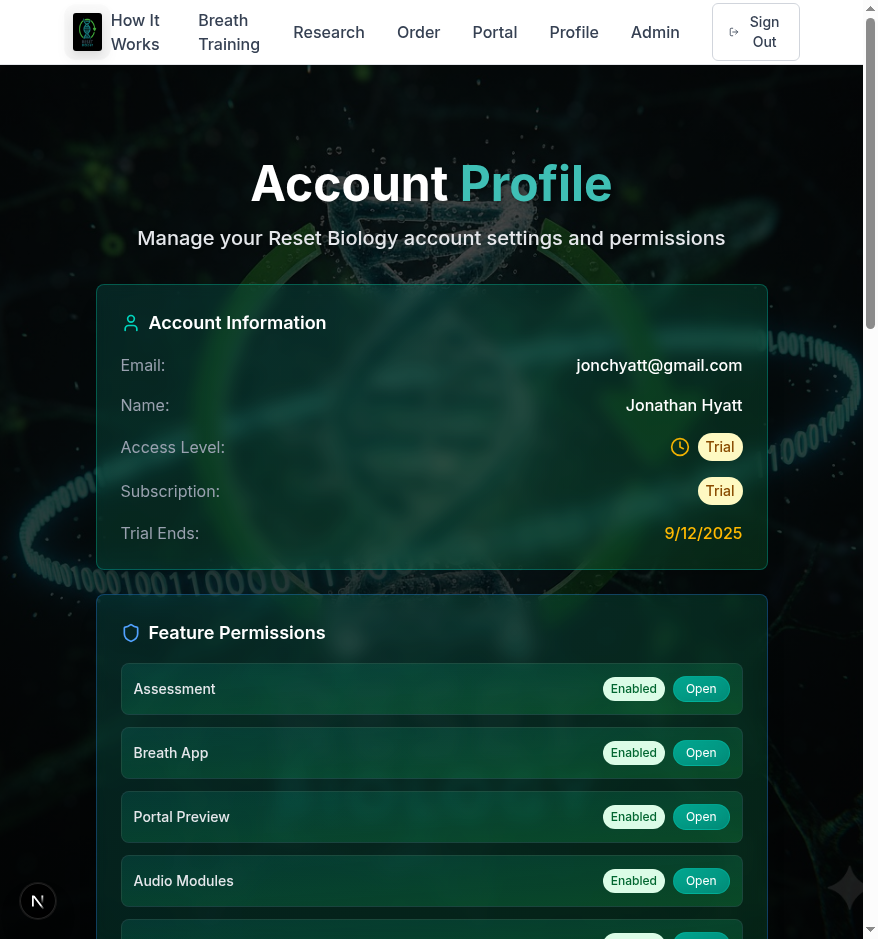 How It Works
Breath Training
Research
Order
Portal
Profile
Admin
Sign Out
Account Profile
Manage your Reset Biology account settings and permissions
Account Information
Email: jonchyatt@gmail.com
Name: Jonathan Hyatt
Access Level: Trial
Subscription: Trial
Trial Ends: 9/12/2025
Feature Permissions
Assessment Enabled Open
Breath App Enabled Open
Portal Preview Enabled Open
Audio Modules Enabled Open
N